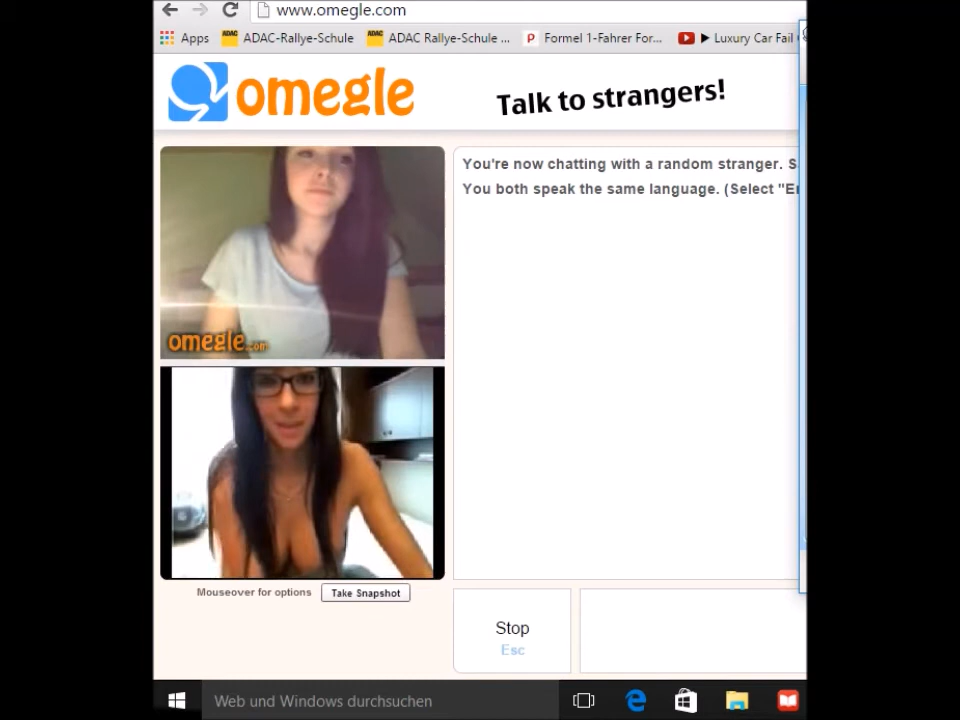 www.omegle.com
Apps ADAC-Rallye-Schule ADAC Rallye-Schule ... Formel 1-Fahrer For... ▶ Luxury Car Fail
omegle Talk to strangers!
You're now chatting with a random stranger. S
You both speak the same language. (Select "En
omegle.com
Mouseover for options Take Snapshot
Stop
Esc
Web und Windows durchsuchen